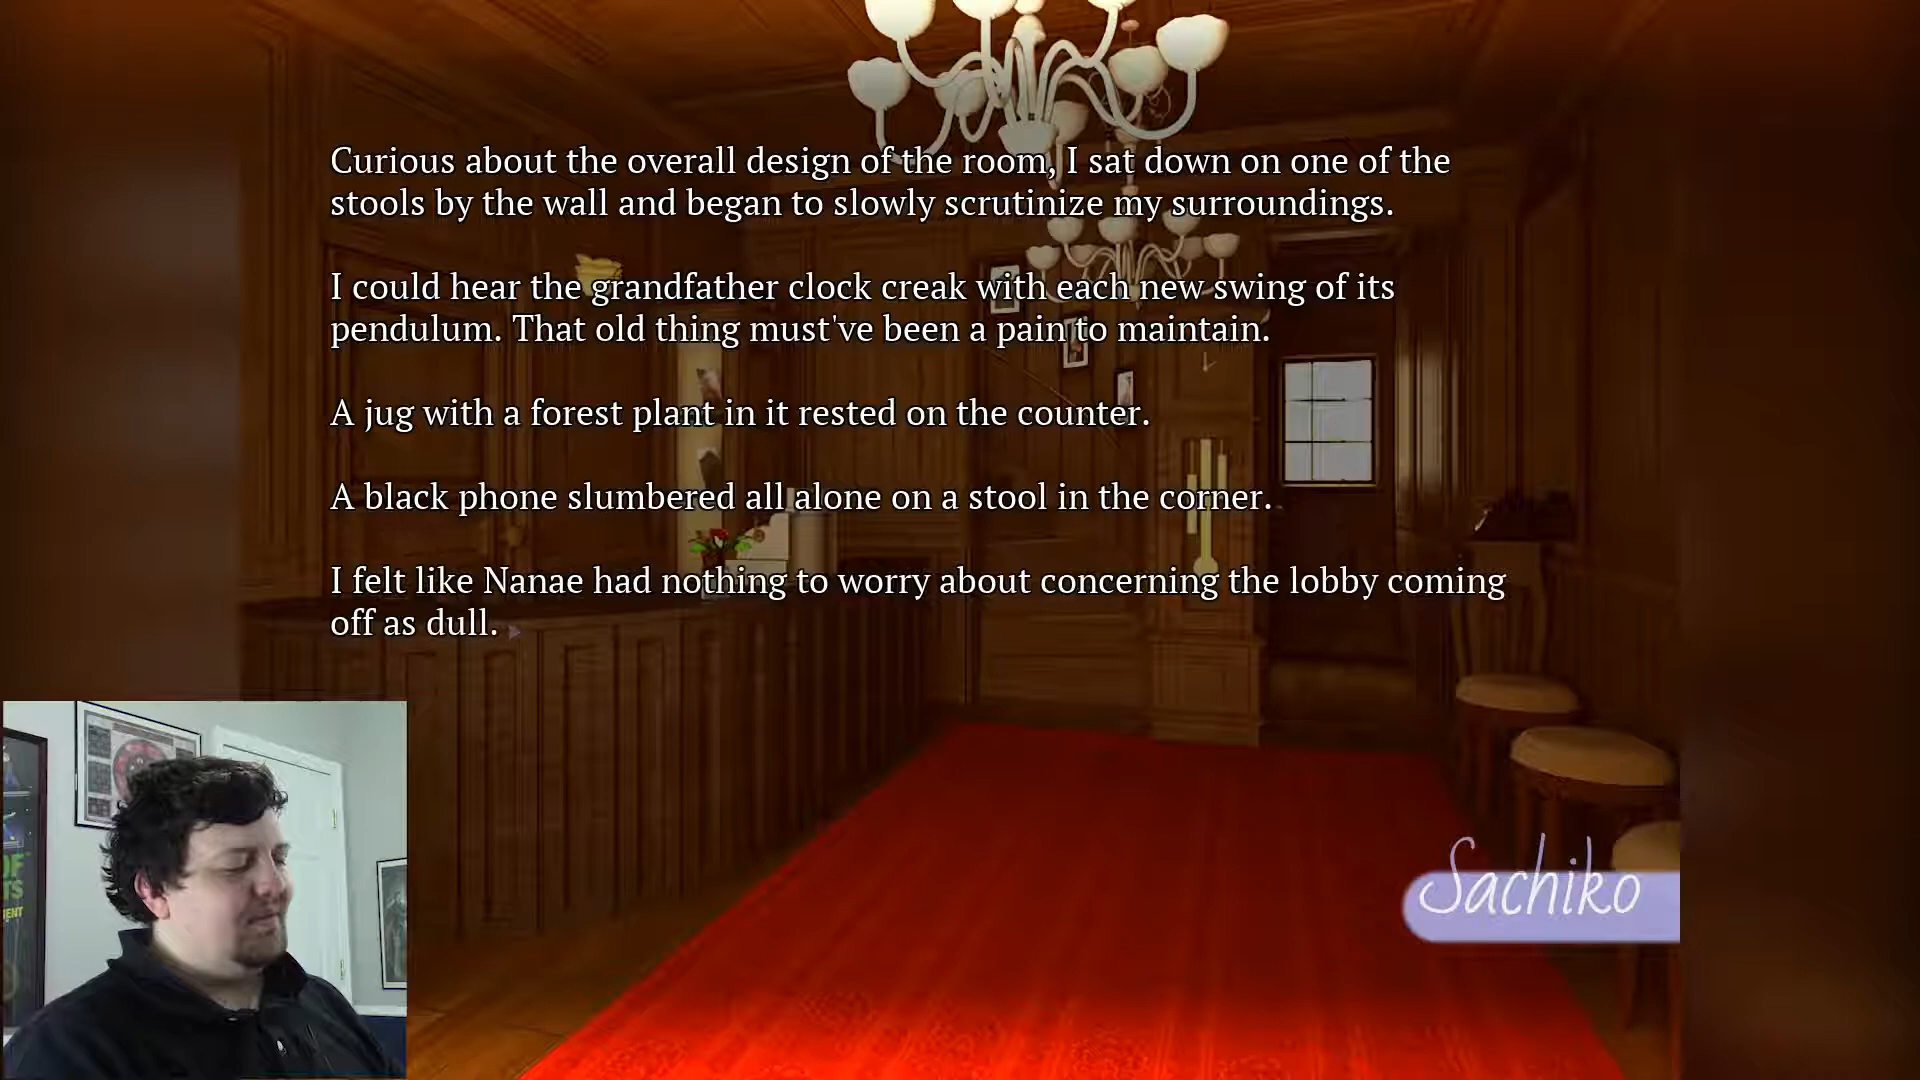 Curious about the overall design of the room, I sat down on one of the
stools by the wall and began to slowly scrutinize my surroundings.
I could hear the grandfather clock creak with each new swing of its
pendulum. That old thing must've been a pain to maintain.
A jug with a forest plant in it rested on the counter.
A black phone slumbered all alone on a stool in the corner.
I felt like Nanae had nothing to worry about concerning the lobby coming
off as dull.
Sachiko